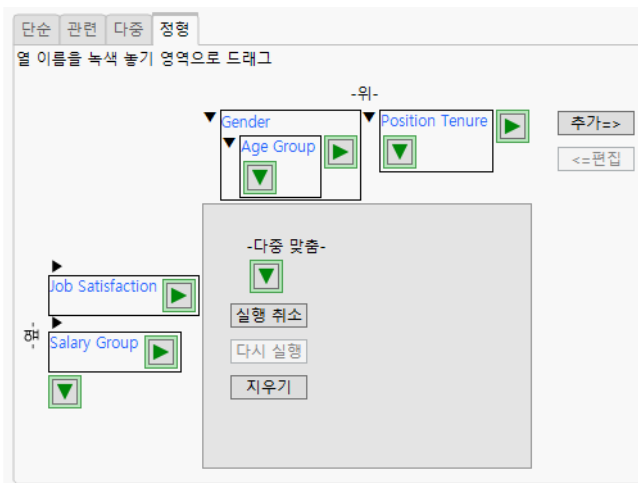 단순 관련 다중 정형
열 이름을 녹색 놓기 영역으로 드래그
-위-
Gender
Position Tenure
추가=>
Age Group
<=편집
-다중 맞춤-
Job Satisfaction
실행 취소
-옆-
Salary Group
다시 실행
지우기